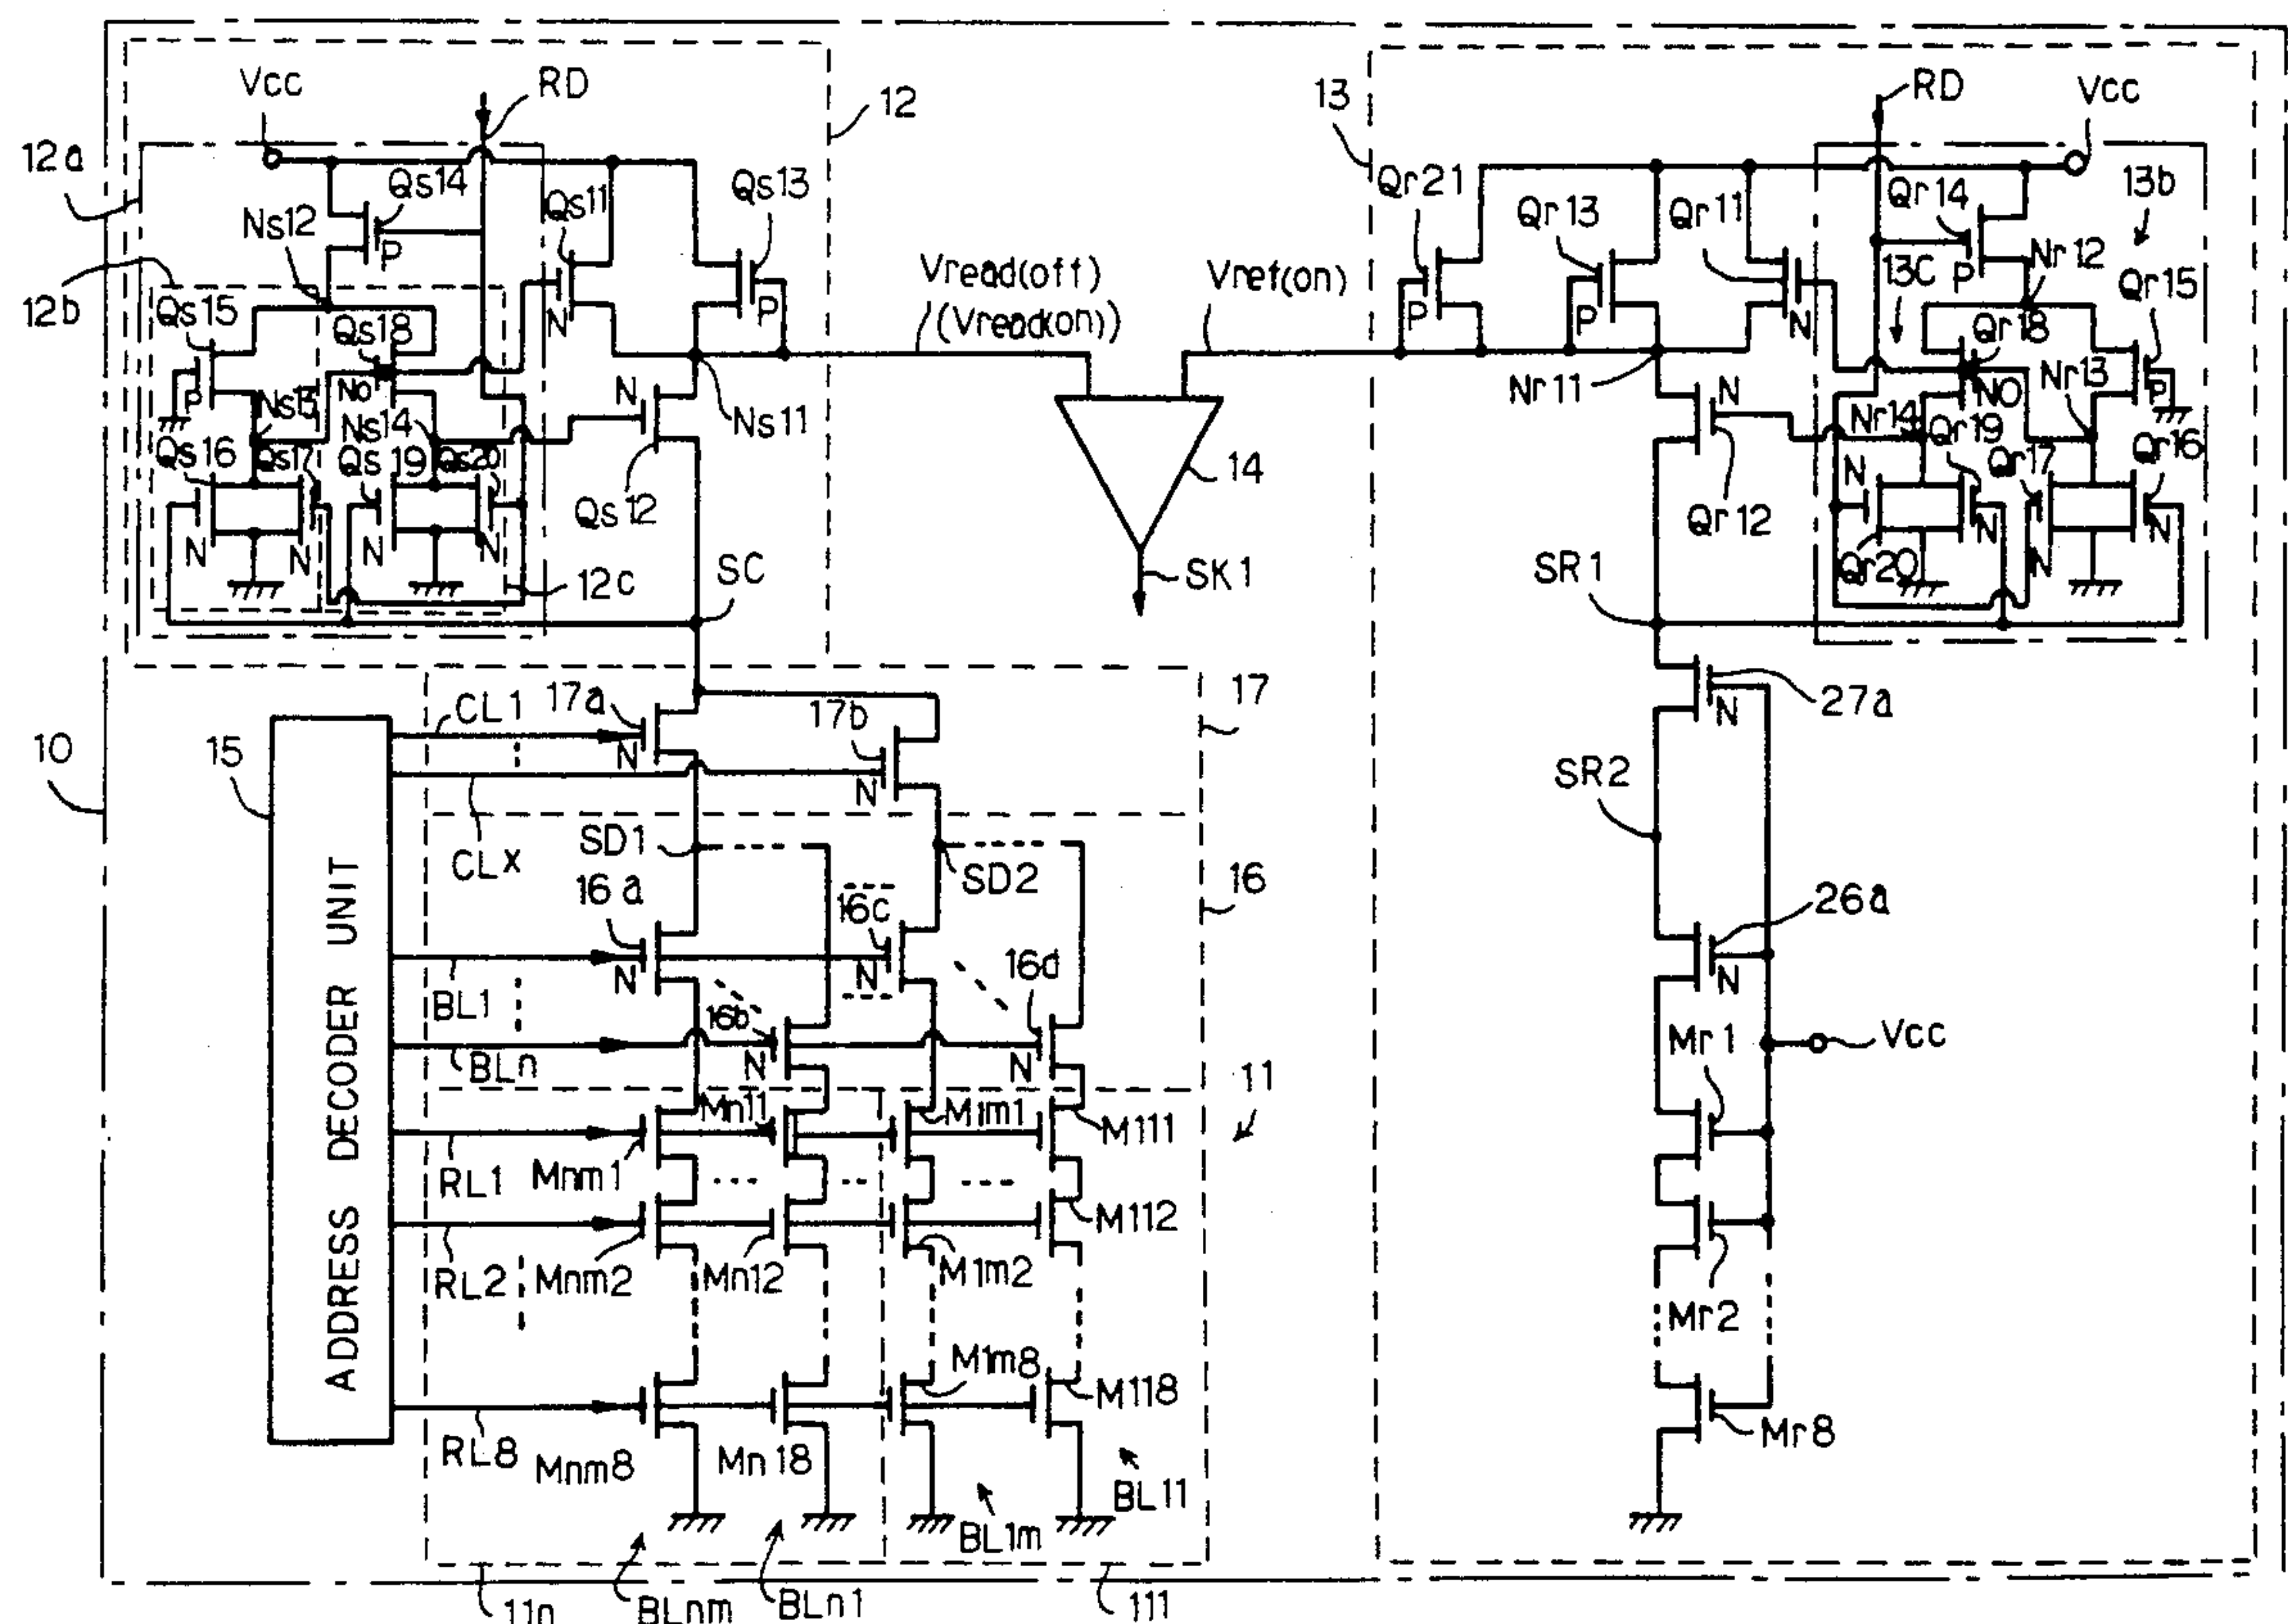 Vcc
RD
12
12a
Qs14
Qs11
Qs13
Ns12
P
12b
Qs15
Qs18
N
P
P
No
Ns13
Ns14
N
Ns11
Qs16
Qs17
Qs19
Qs20
Qs12
N
N
N
N
12c
SC
Vread(off)
(Vread(on))
Vref(on)
14
SK1
13
RD
Vcc
Qr21
Qr13
Qr11
Qr14
13b
13C
P
Nr12
Qr15
P
P
N
Qr18
Nr13
P
Nr11
N
NO
Nr14
Qr19
Qr17
Qr16
N
Qr12
N
N
N
Qr20
SR1
27a
N
SR2
26a
N
Mr1
Vcc
Mr2
Mr8
10
15
ADDRESS DECODER UNIT
CL1
17a
17b
17
N
N
CLX
SD1
SD2
16
16a
16c
16d
BL1
N
N
16b
BLn
N
N
11
Mn11
M1m1
M111
RL1
Mnm1
M112
RL2
Mnm2
Mn12
M1m2
M1m8
M118
RL8
Mnm8
Mn18
BL11
BL1m
11n
BLnm
BLn1
111